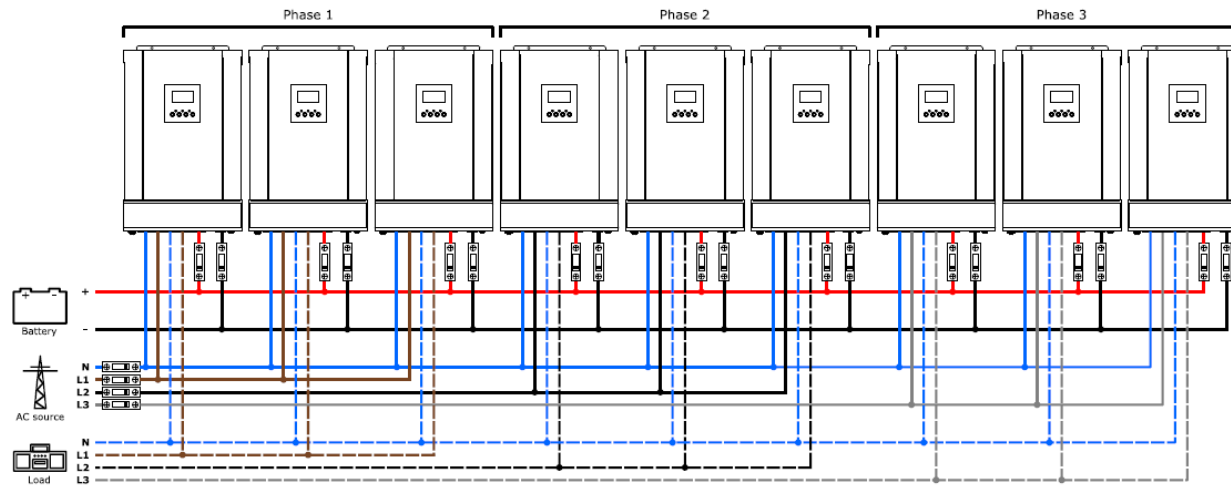 Phase 1 Phase 2 Phase 3
+ -
+
Battery
-
N
L1
L2
AC source
L3
N
L1
L2
Load
L3